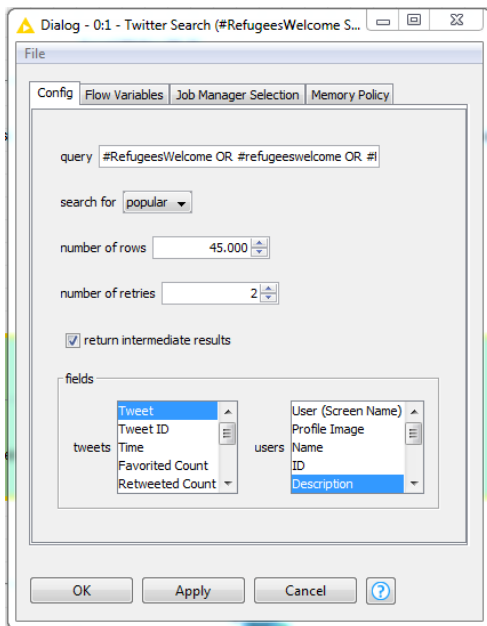 Dialog - 0:1 - Twitter Search (#RefugeesWelcome S...
File
Config Flow Variables Job Manager Selection Memory Policy
query #RefugeesWelcome OR #refugeeswelcome OR #
search for popular
number of rows 45.000
number of retries 2
return intermediate results
fields
Tweet User (Screen Name)
Tweet ID Profile Image
tweets Time users Name
Favorited Count ID
Retweeted Count Description
OK Apply Cancel ?